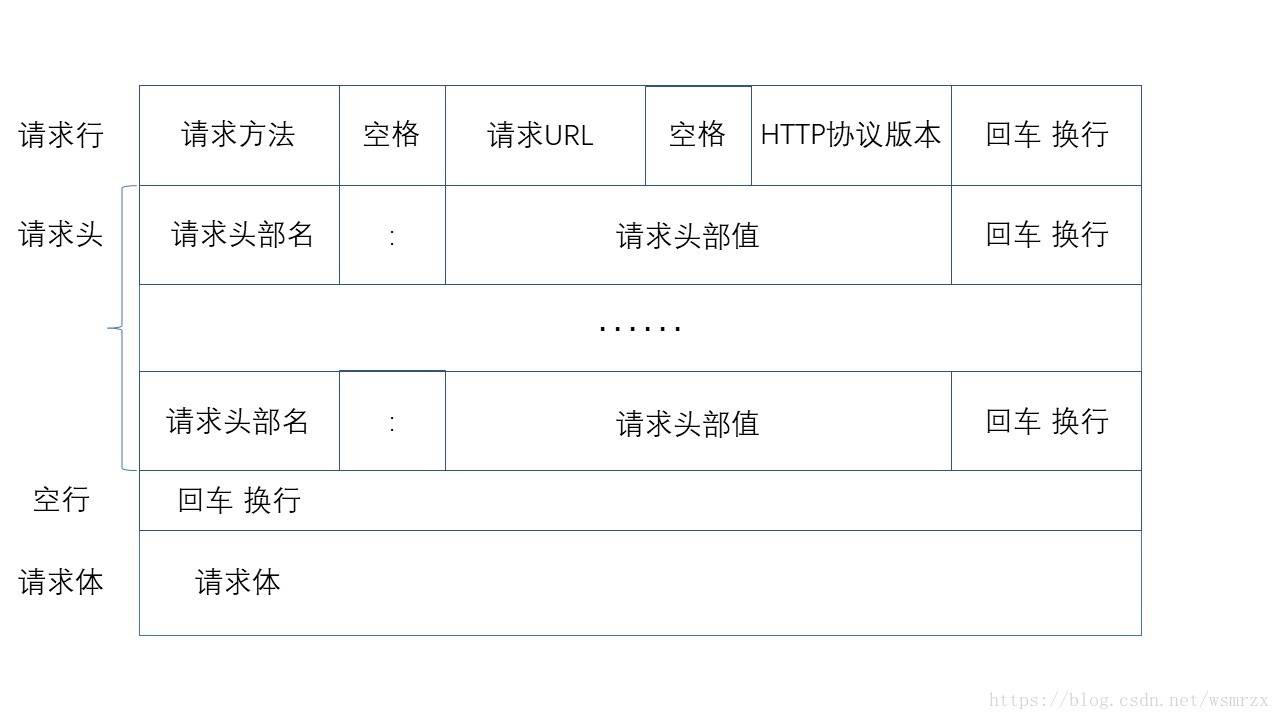 请求行 请求方法 空格 请求URL 空格 HTTP协议版本 回车 换行
请求头 请求头部名 : 请求头部值 回车 换行
······
请求头部名 : 请求头部值 回车 换行
空行 回车 换行
请求体 请求体
https://blog.csdn.net/wsmrzx